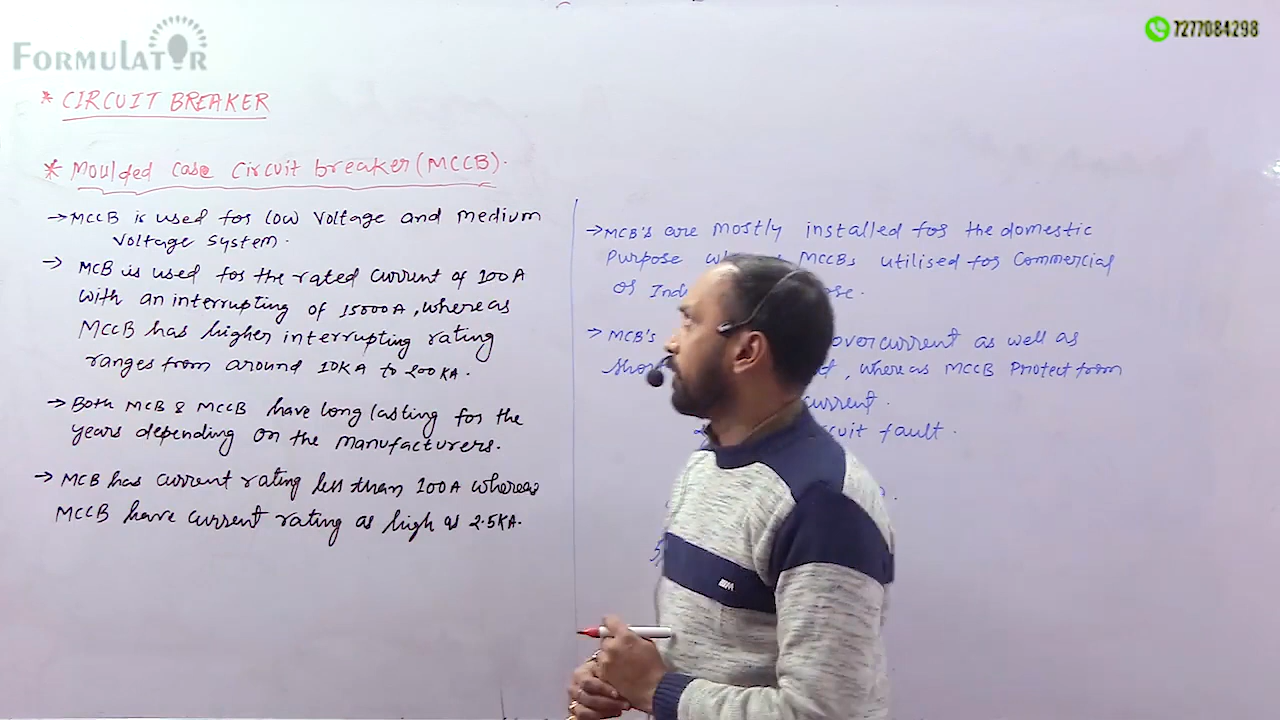 FORMULATOR
7277084298
* CIRCUIT BREAKER
* Moulded case circuit breaker (MCCB).
→ MCCB is used for low voltage and medium
voltage system.
→ MCB is used for the rated current of 100A
with an interrupting of 15000A, whereas
MCCB has higher interrupting rating
ranges from around 10KA to 200KA.
→ Both MCB & MCCB have long lasting for the
years depending on the manufacturers.
→ MCB has current rating less than 100A whereas
MCCB have current rating as high as 2.5KA.
→ MCB's are mostly installed for the domestic
Purpose MCCBs utilised for Commercial
of
→ MCB's overcurrent as well as
, whereas MCCB Protect from
current.
fault.